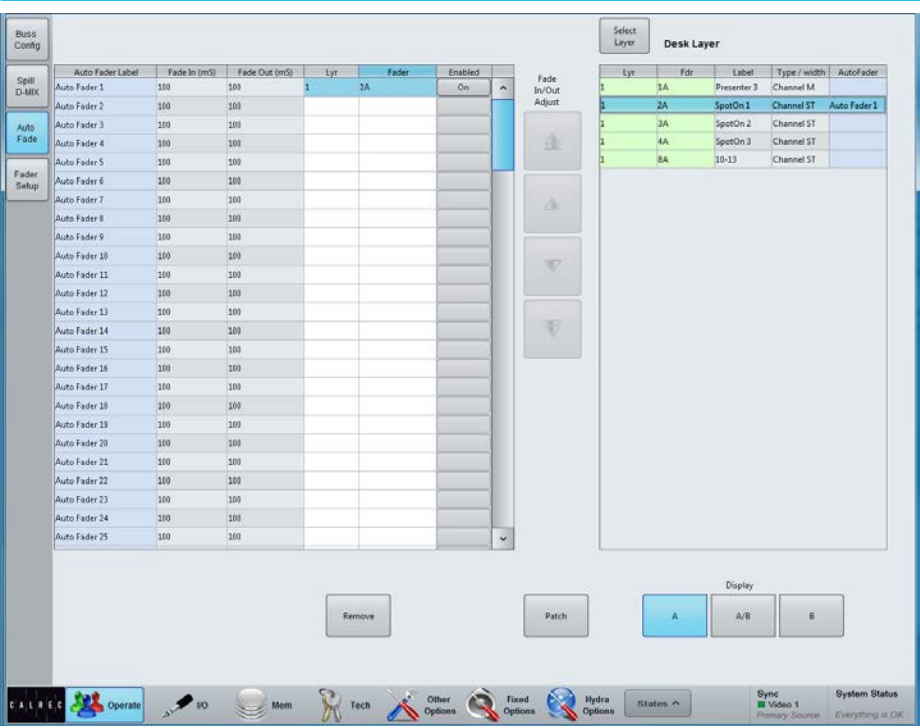 Buss Config
Spill D-MIX
Auto Fade
Fader Setup
Select Layer
Desk Layer
Auto Fader Label Fade In (mS) Fade Out (mS) Lyr Fader Enabled
Auto Fader 1 100 100 1 2A On
Auto Fader 2 100 100
Auto Fader 3 100 100
Auto Fader 4 100 100
Auto Fader 5 100 100
Auto Fader 6 100 100
Auto Fader 7 100 100
Auto Fader 8 100 100
Auto Fader 9 100 100
Auto Fader 10 100 100
Auto Fader 11 100 100
Auto Fader 12 100 100
Auto Fader 13 100 100
Auto Fader 14 100 100
Auto Fader 15 100 100
Auto Fader 16 100 100
Auto Fader 17 100 100
Auto Fader 18 100 100
Auto Fader 19 100 100
Auto Fader 20 100 100
Auto Fader 21 100 100
Auto Fader 22 100 100
Auto Fader 23 100 100
Auto Fader 24 100 100
Auto Fader 25 100 100
Fade In/Out Adjust
Lyr Fdr Label Type / width AutoFader
1 1A Presenter 3 Channel M
1 2A SpotOn 1 Channel ST Auto Fader 1
1 3A SpotOn 2 Channel ST
1 4A SpotOn 3 Channel ST
1 8A 10-13 Channel ST
Remove
Patch
Display
A A/B B
CALREC
Operate
I/O
Mem
Tech
Other Options
Fixed Options
Hydra Options
States
Sync
Video 1
Primary Source
System Status
Everything is OK